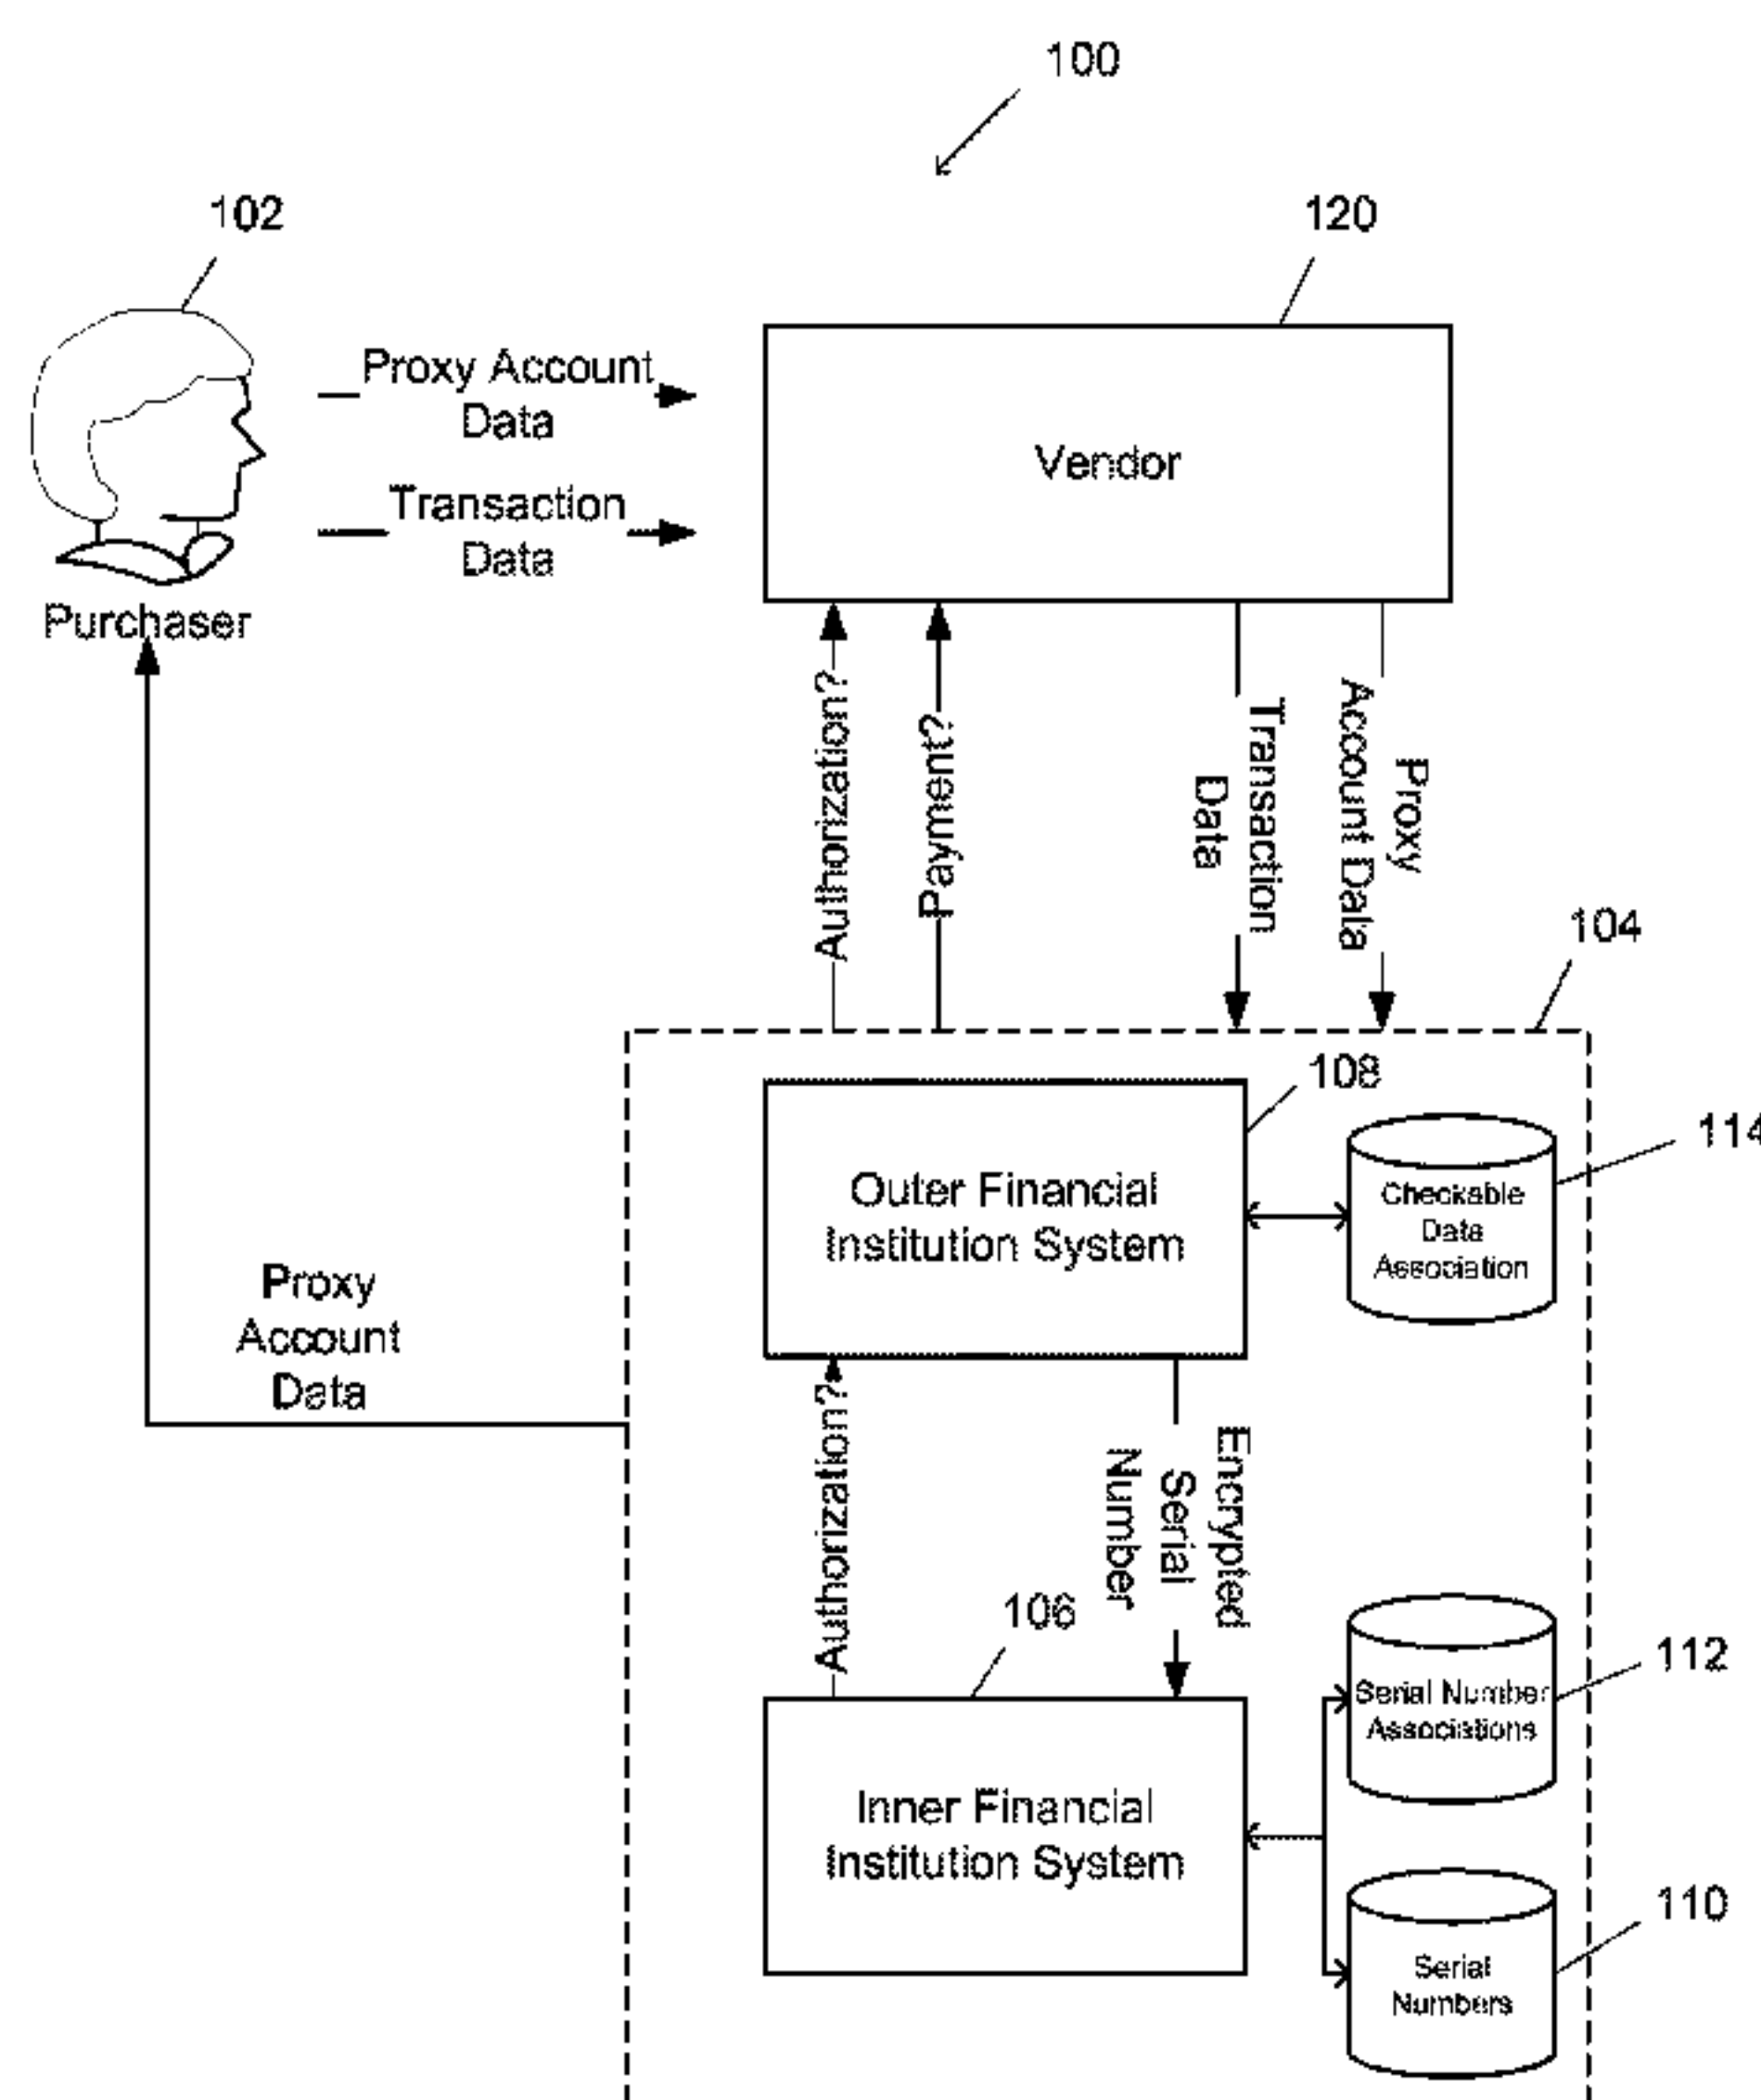 100
102
120
Proxy Account
Data
Transaction
Data
Vendor
Purchaser
Authorization?
Payment?
Transaction
Data
Proxy
Account Data
104
108
114
Outer Financial
Institution System
Checkable
Data
Association
Proxy
Account
Data
Authorization?
Encrypted
Serial
Number
106
112
Serial Number
Associations
Inner Financial
Institution System
110
Serial
Numbers